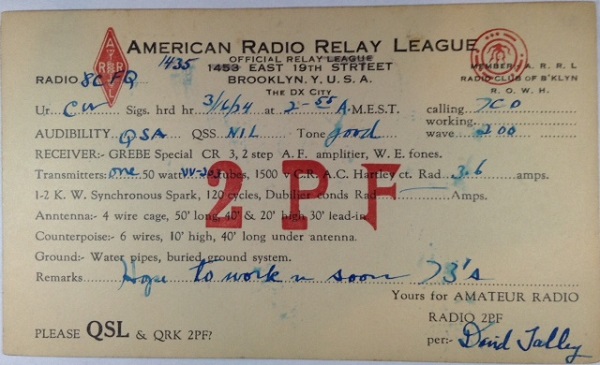 AMERICAN RADIO RELAY LEAGUE
OFFICIAL RELAY LEAGUE
1435
1453 EAST 19TH STRTEET
RADIO 8CFQ
BROOKLYN. Y. U. S. A.
THE DX CITY
MEMBER A. R. R. L
RADIO CLUB OF B'KLYN
R. O. W. H.
Ur CW Sigs. hrd hr 3/16/24 at 2-55 A.M.E.S.T. calling 7CO
working
AUDIBILITY QSA QSS NIL Tone good wave 200
RECEIVER:- GREBE Special CR 3, 2 step A. F. amplitier, W. E. fones.
Transmitters: one 50 watt tubes, 1500 v C.R. A.C. Hartley ct. Rad 3.6 amps.
1-2 K. W. Synchronous Spark, 120 cycles, Dubilier conds Rad Amps.
Anntenna:- 4 wire cage, 50' long, 40' & 20' high 30' lead-in
Counterpoise:- 6 wires, 10' high, 40' long under antenna.
Ground:- Water pipes, buried ground system.
2PF
Remarks Hope to work u soon 73's
Yours for AMATEUR RADIO
RADIO 2PF
PLEASE QSL & QRK 2PF? per:- David Talley